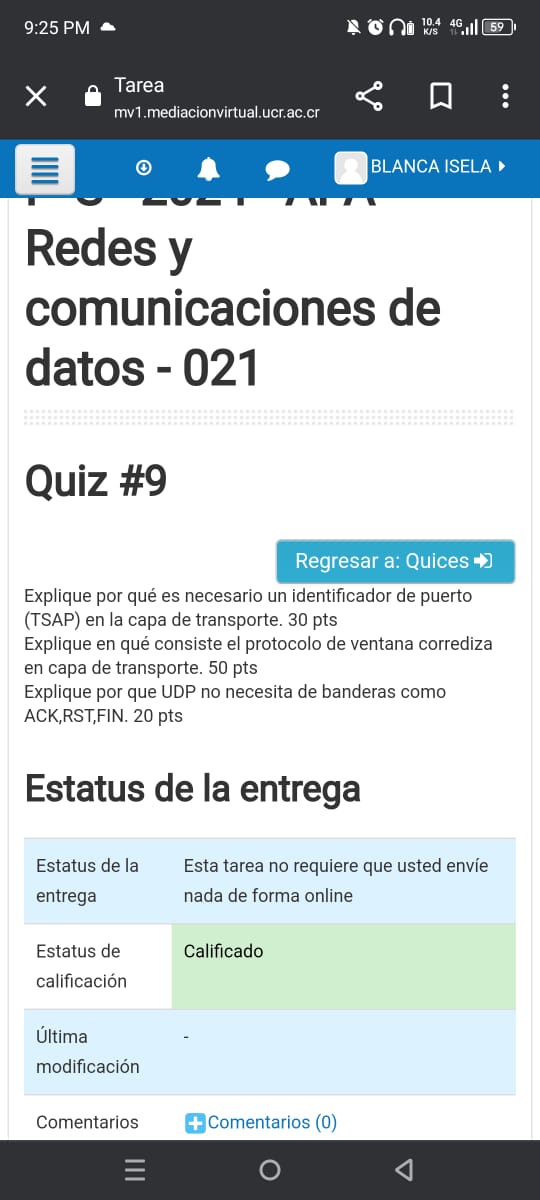 9:25 PM
10.4 K/S 4G 59
Tarea
mv1.mediacionvirtual.ucr.ac.cr
BLANCA ISELA
Redes y
comunicaciones de
datos - 021
Quiz #9
Regresar a: Quices
Explique por qué es necesario un identificador de puerto
(TSAP) en la capa de transporte. 30 pts
Explique en qué consiste el protocolo de ventana corrediza
en capa de transporte. 50 pts
Explique por que UDP no necesita de banderas como
ACK,RST,FIN. 20 pts
Estatus de la entrega
Estatus de la entrega
Esta tarea no requiere que usted envíe
nada de forma online
Estatus de calificación
Calificado
Última modificación
-
Comentarios
Comentarios (0)